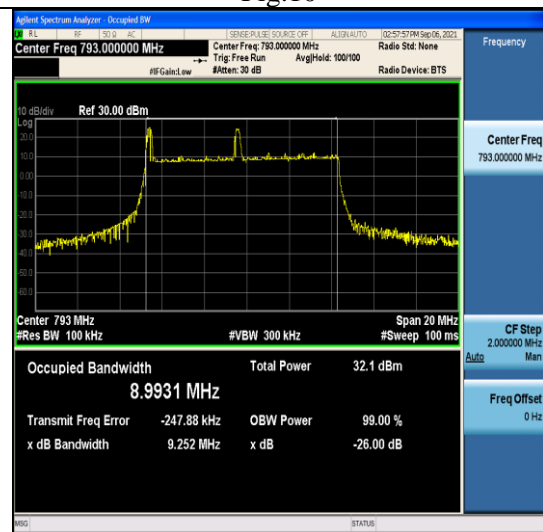 Agilent Spectrum Analyzer - Occupied BW
RL RF 50 Ω AC SENSE:PULSE SOURCE OFF ALIGNAUTO 02:57:57 PM Sep 06, 2021
Center Freq 793.000000 MHz Center Freq: 793.000000 MHz Radio Std: None Frequency
Trig: Free Run Avg|Hold: 100/100
#IFGain:Low #Atten: 30 dB Radio Device: BTS
10 dB/div Ref 30.00 dBm
Log
20.0
10.0
0.00
-10.0
-20.0
-30.0
-40.0
-50.0
-60.0
Center 793 MHz Span 20 MHz
#Res BW 100 kHz #VBW 300 kHz #Sweep 100 ms
Occupied Bandwidth Total Power 32.1 dBm
8.9931 MHz
Transmit Freq Error -247.88 kHz OBW Power 99.00 %
x dB Bandwidth 9.252 MHz x dB -26.00 dB
Center Freq
793.000000 MHz
CF Step
2.000000 MHz
Auto Man
Freq Offset
0 Hz
MSG STATUS